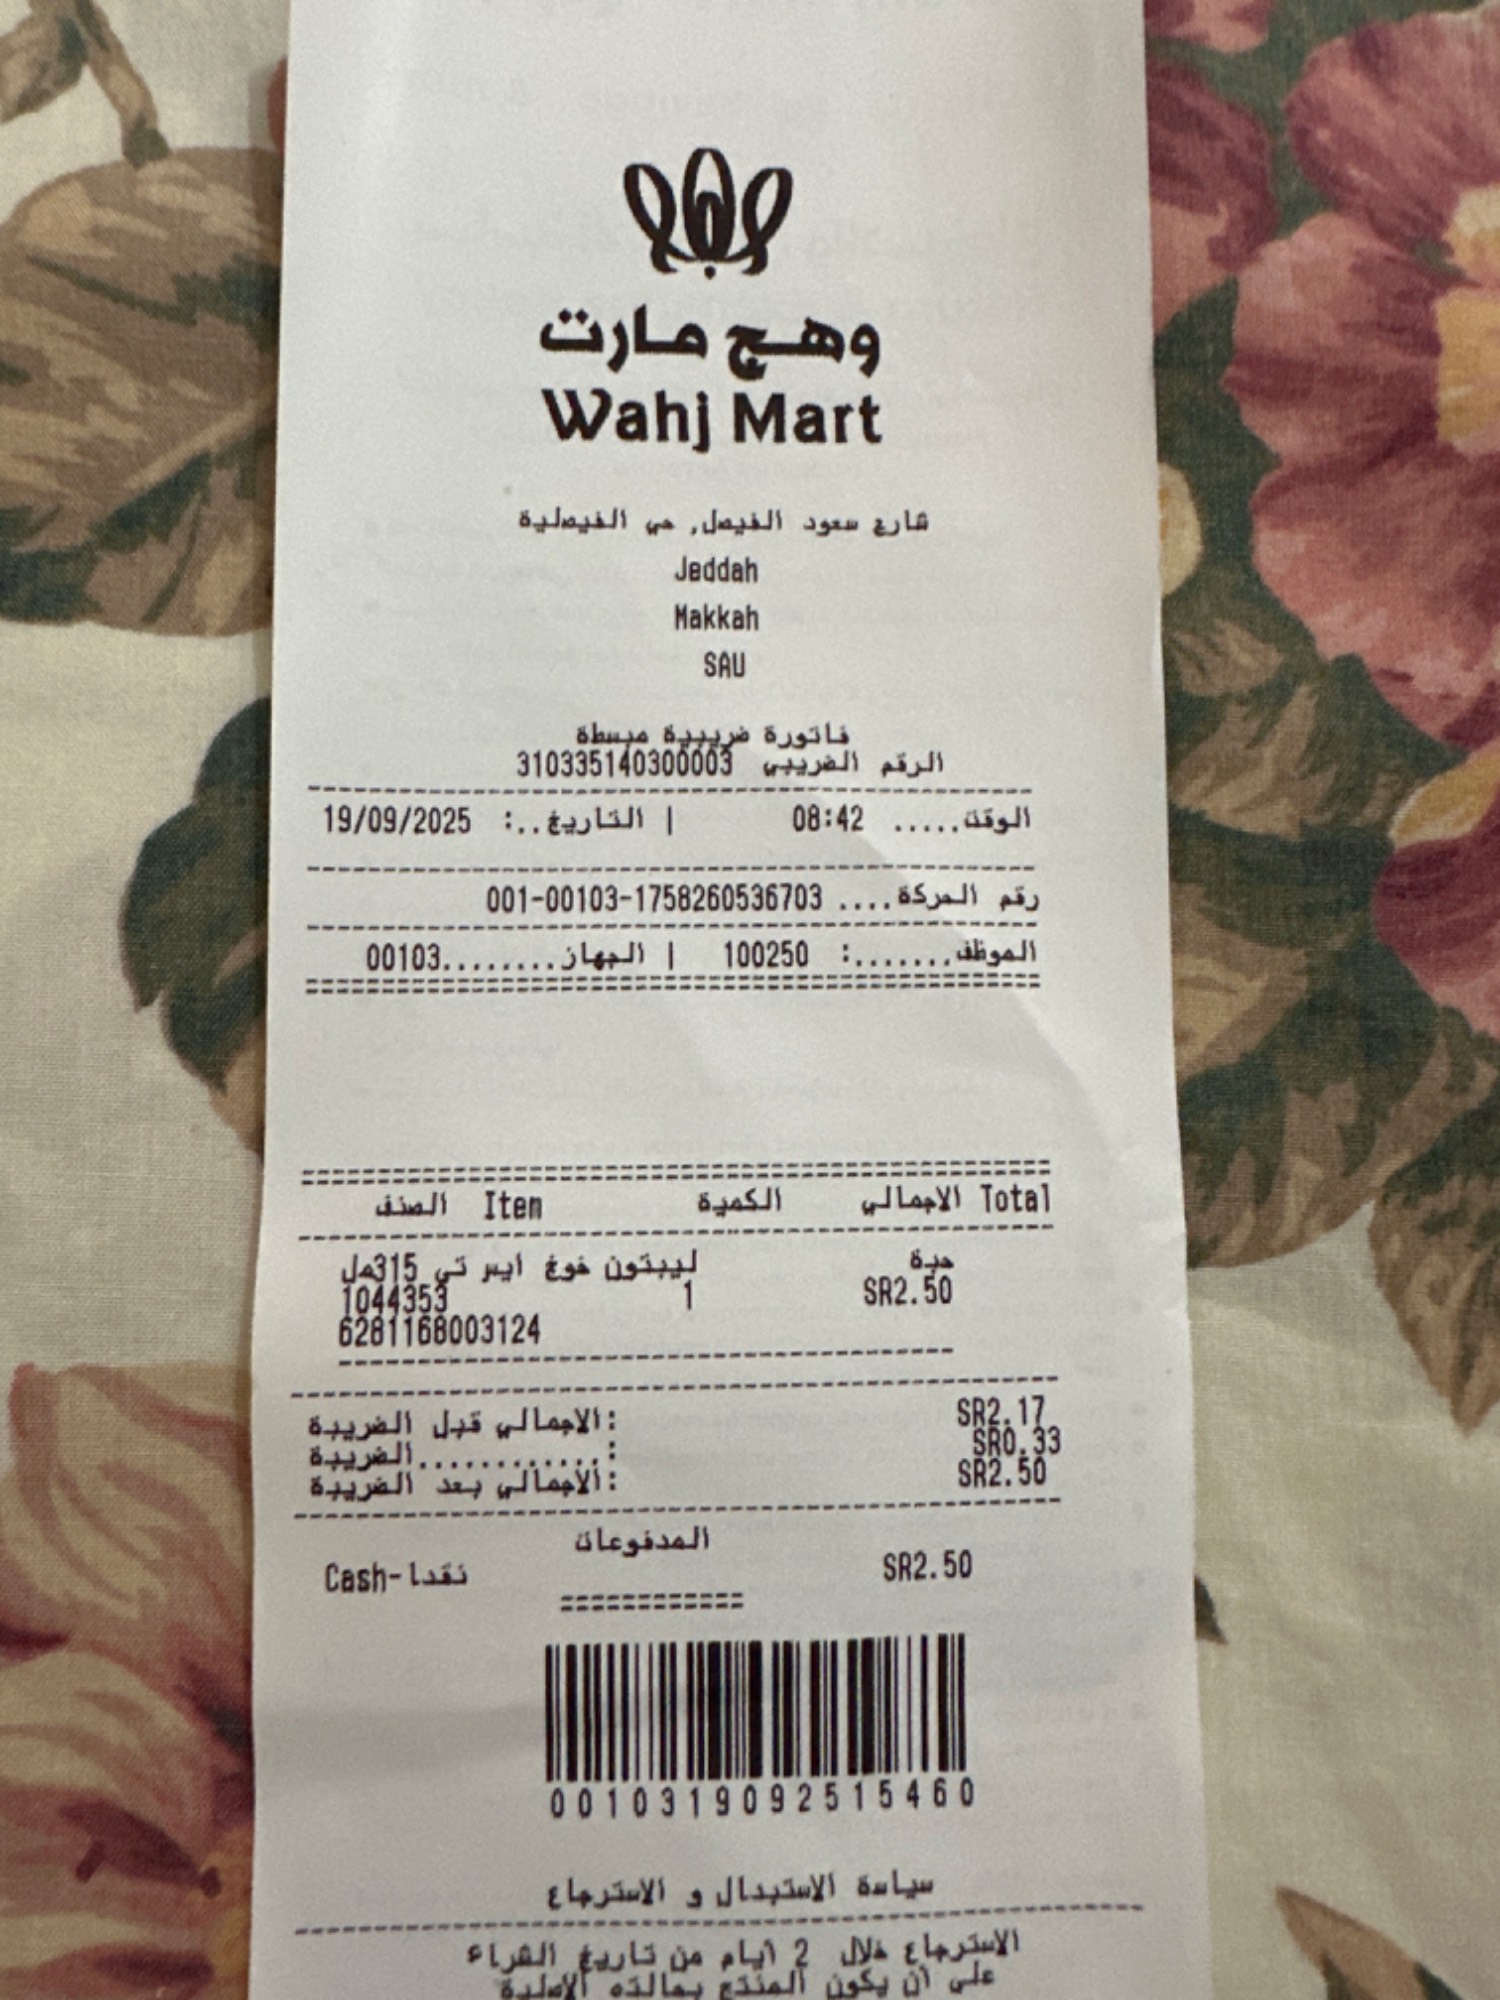 وهج مارت
Wahj Mart
شارع سعود الفيصل, حي الفيصلية
Jeddah
Makkah
SAU
فاتورة ضريبية مبسطة
الرقم الضريبي 310335140300003
الوقت..... 08:42 | التاريخ..: 19/09/2025
رقم الحركة.... 001-00103-1758260536703
الموظف.......: 100250 | الجهاز........00103
الصنف Item الكمية الاجمالي Total
ليبتون خوخ ايس تي 315مل حبة
1044353 1 SR2.50
6281168003124
الاجمالي قبل الضريبة: SR2.17
الضريبة............: SR0.33
الاجمالي بعد الضريبة: SR2.50
المدفوعات
Cash-نقدا SR2.50
0010319092515460
سياسة الاستبدال و الاسترجاع
الاسترجاع خلال 2 أيام من تاريخ الشراء
على أن يكون المنتج بحالته الأصلية